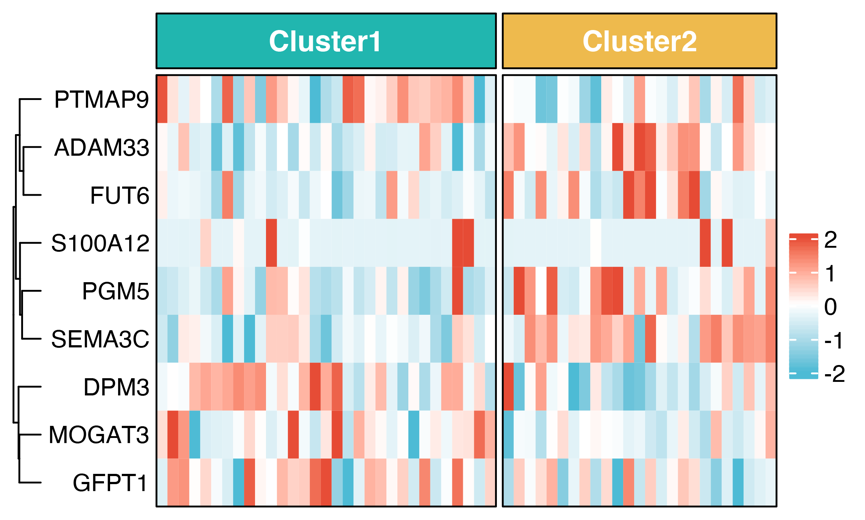 Cluster1 Cluster2
PTMAP9
ADAM33
FUT6
S100A12
PGM5
SEMA3C
DPM3
MOGAT3
GFPT1
2
1
0
-1
-2